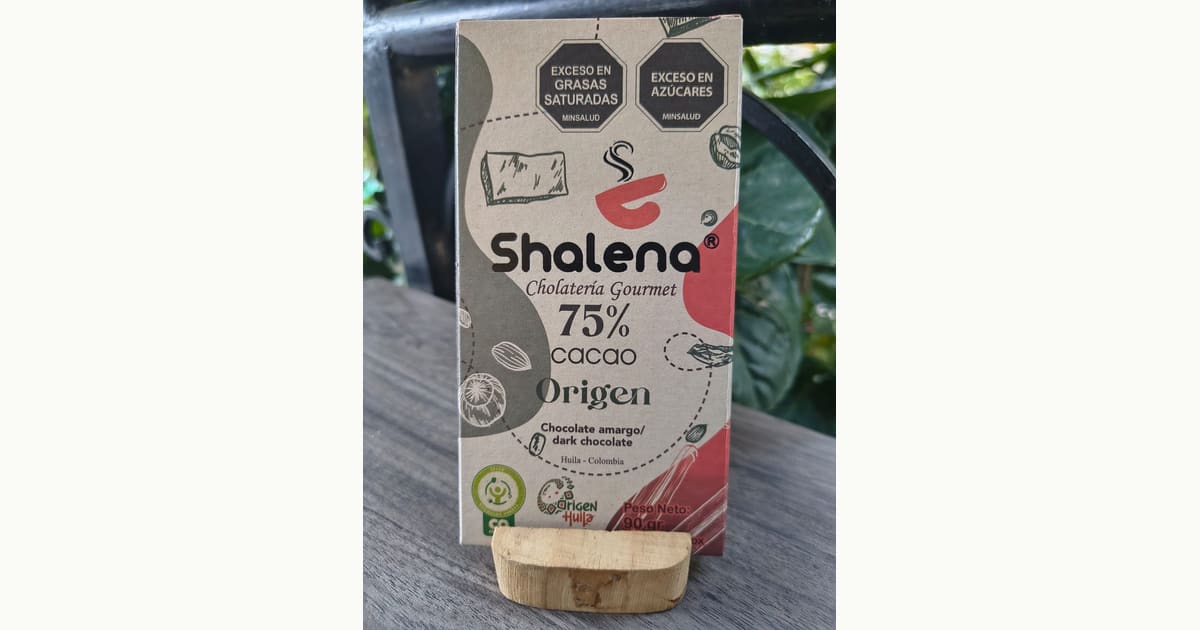 EXCESO EN
GRASAS
SATURADAS
MINSALUD
EXCESO EN
AZÚCARES
MINSALUD
Shalena®
Cholatería Gourmet
75%
cacao
Origen
Chocolate amargo/
dark chocolate
Huila - Colombia
ORIGEN
Huila
Peso Neto:
90 gr